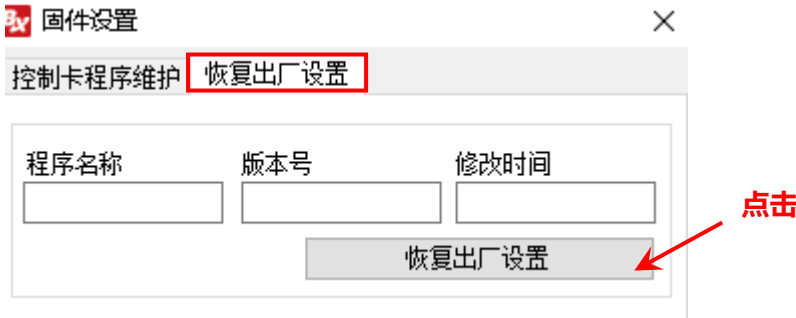 BX 固件设置
控制卡程序维护 恢复出厂设置
程序名称 版本号 修改时间
点击
恢复出厂设置